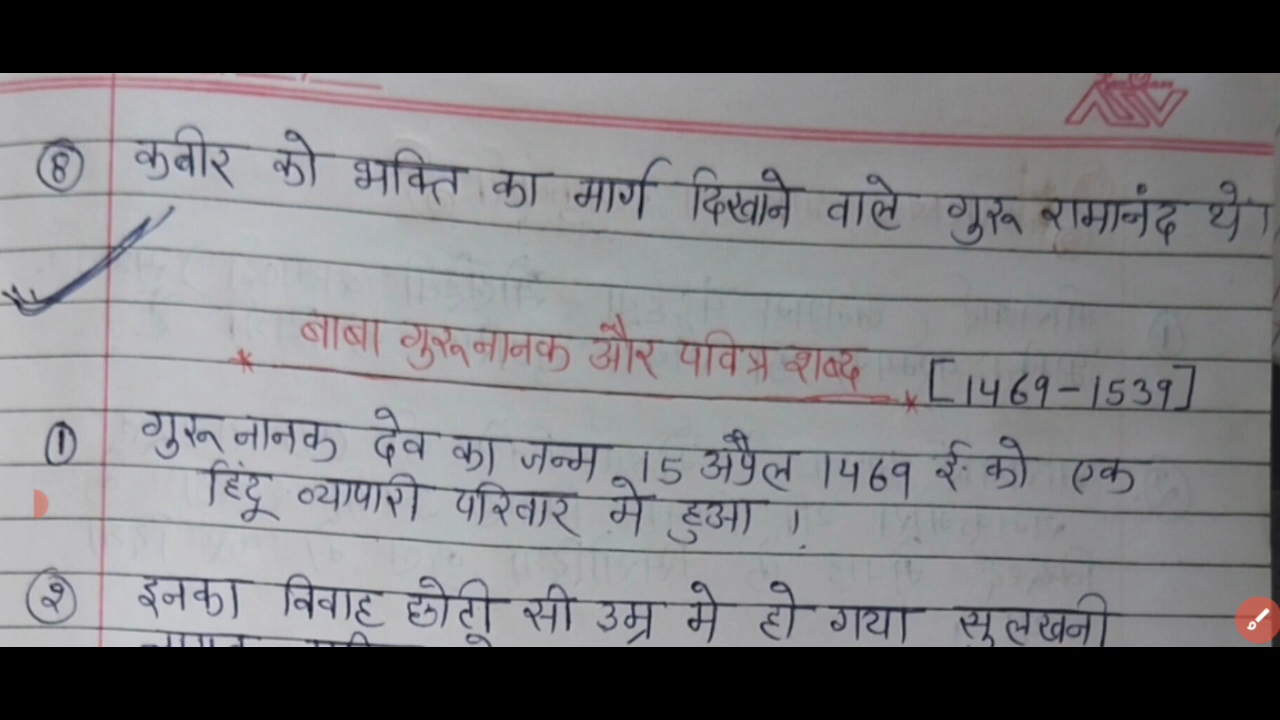 ⑧ कबीर को भक्ति का मार्ग दिखाने वाले गुरू रामानंद थे।
* बाबा गुरू नानक और पवित्र शब्द * [1469-1539]
① गुरू नानक देव का जन्म 15 अप्रैल 1469 ई. को एक
हिंदू व्यापारी परिवार मे हुआ ।
② इनका विवाह छोटी सी उम्र मे हो गया सुलखनी